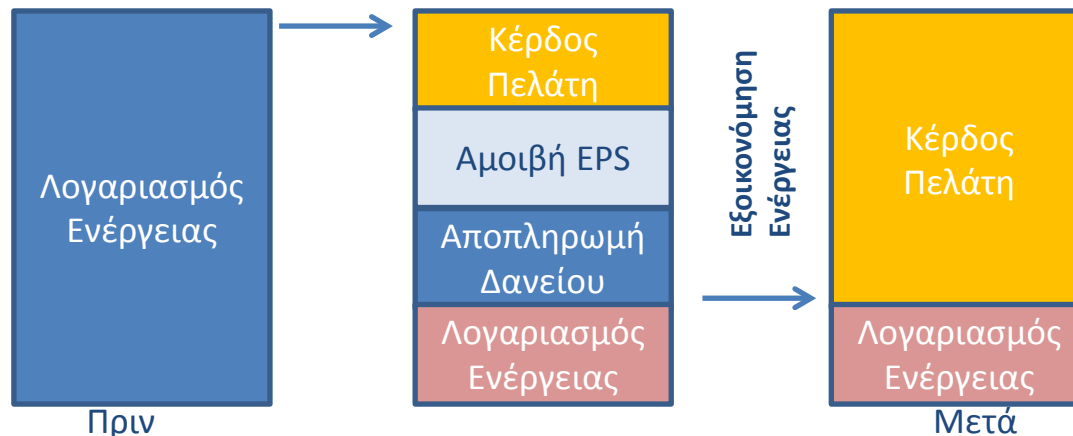 Λογαριασμός
Ενέργειας
Πριν
Κέρδος
Πελάτη
Αμοιβή EPS
Αποπληρωμή
Δανείου
Λογαριασμός
Ενέργειας
Εξοικονόμηση
Ενέργειας
Κέρδος
Πελάτη
Λογαριασμός
Ενέργειας
Μετά